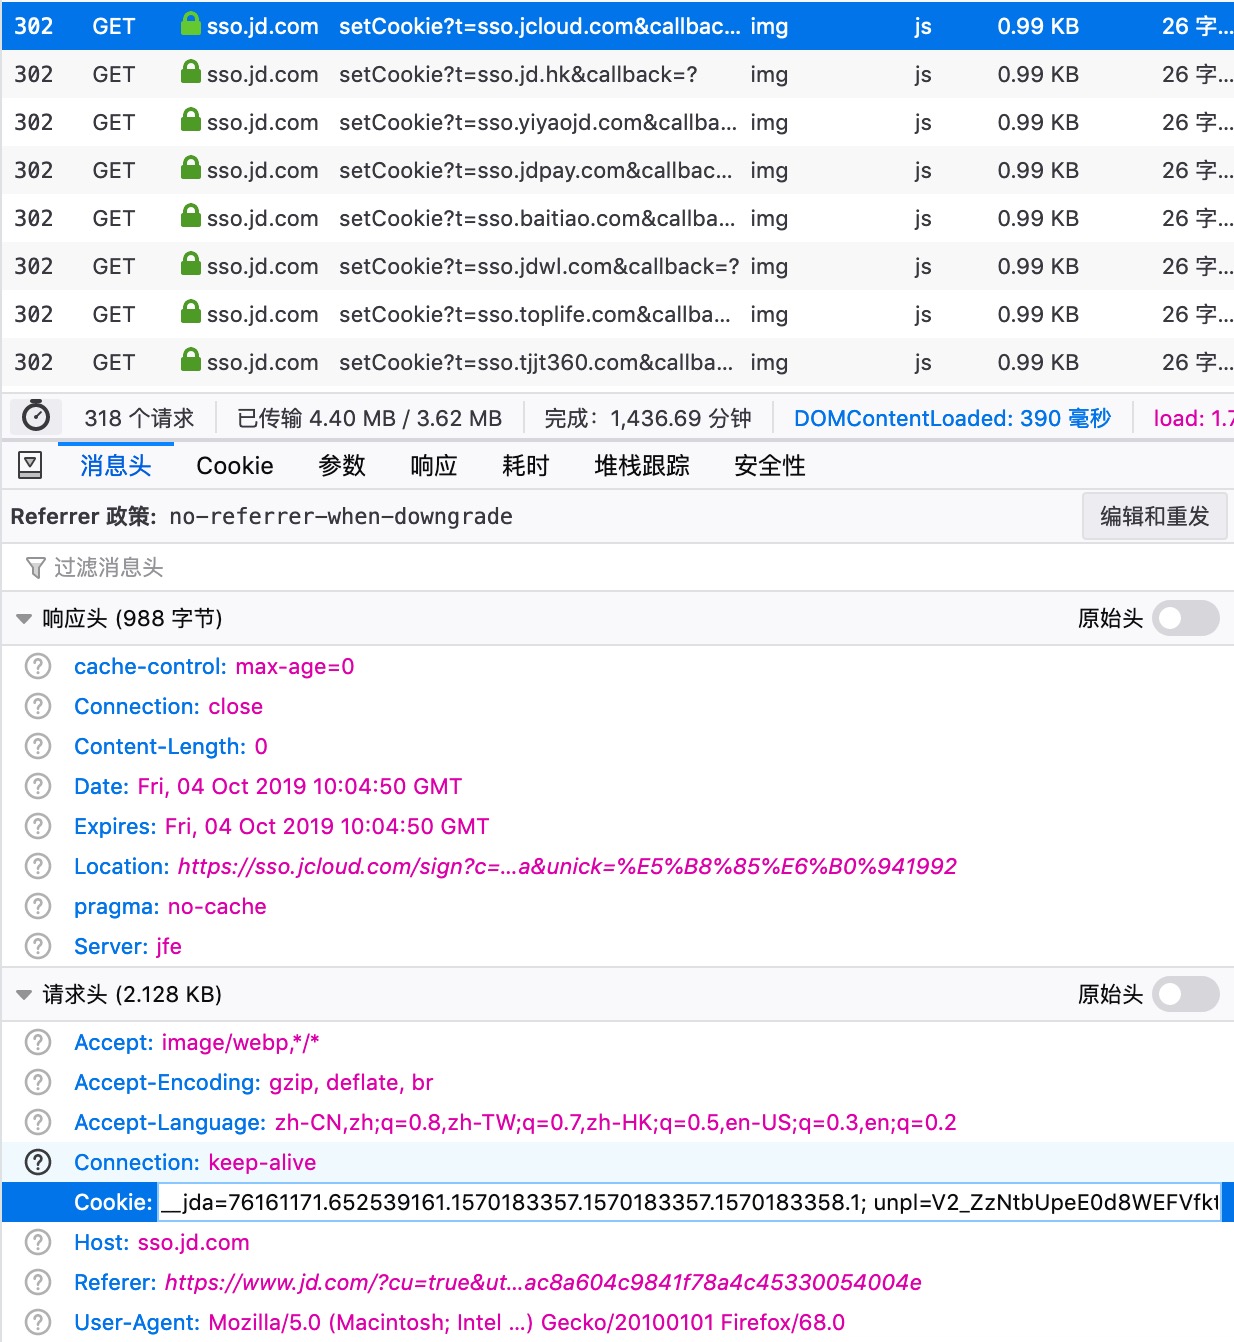 302 GET sso.jd.com setCookie?t=sso.jcloud.com&callbac... img js 0.99 KB 26 字...
302 GET sso.jd.com setCookie?t=sso.jd.hk&callback=? img js 0.99 KB 26 字...
302 GET sso.jd.com setCookie?t=sso.yiyaojd.com&callba... img js 0.99 KB 26 字...
302 GET sso.jd.com setCookie?t=sso.jdpay.com&callbac... img js 0.99 KB 26 字...
302 GET sso.jd.com setCookie?t=sso.baitiao.com&callba... img js 0.99 KB 26 字...
302 GET sso.jd.com setCookie?t=sso.jdwl.com&callback=? img js 0.99 KB 26 字...
302 GET sso.jd.com setCookie?t=sso.toplife.com&callba... img js 0.99 KB 26 字...
302 GET sso.jd.com setCookie?t=sso.tjjt360.com&callba... img js 0.99 KB 26 字...
318 个请求 已传输 4.40 MB / 3.62 MB 完成：1,436.69 分钟 DOMContentLoaded: 390 毫秒 load: 1.7
消息头 Cookie 参数 响应 耗时 堆栈跟踪 安全性
Referrer 政策: no-referrer-when-downgrade 编辑和重发
过滤消息头
响应头 (988 字节) 原始头
cache-control: max-age=0
Connection: close
Content-Length: 0
Date: Fri, 04 Oct 2019 10:04:50 GMT
Expires: Fri, 04 Oct 2019 10:04:50 GMT
Location: https://sso.jcloud.com/sign?c=...a&unick=%E5%B8%85%E6%B0%941992
pragma: no-cache
Server: jfe
请求头 (2.128 KB) 原始头
Accept: image/webp,*/*
Accept-Encoding: gzip, deflate, br
Accept-Language: zh-CN,zh;q=0.8,zh-TW;q=0.7,zh-HK;q=0.5,en-US;q=0.3,en;q=0.2
Connection: keep-alive
Cookie: __jda=76161171.652539161.1570183357.1570183357.1570183358.1; unpl=V2_ZzNtbUpeE0d8WEFVfkt
Host: sso.jd.com
Referer: https://www.jd.com/?cu=true&ut...ac8a604c9841f78a4c45330054004e
User-Agent: Mozilla/5.0 (Macintosh; Intel ...) Gecko/20100101 Firefox/68.0